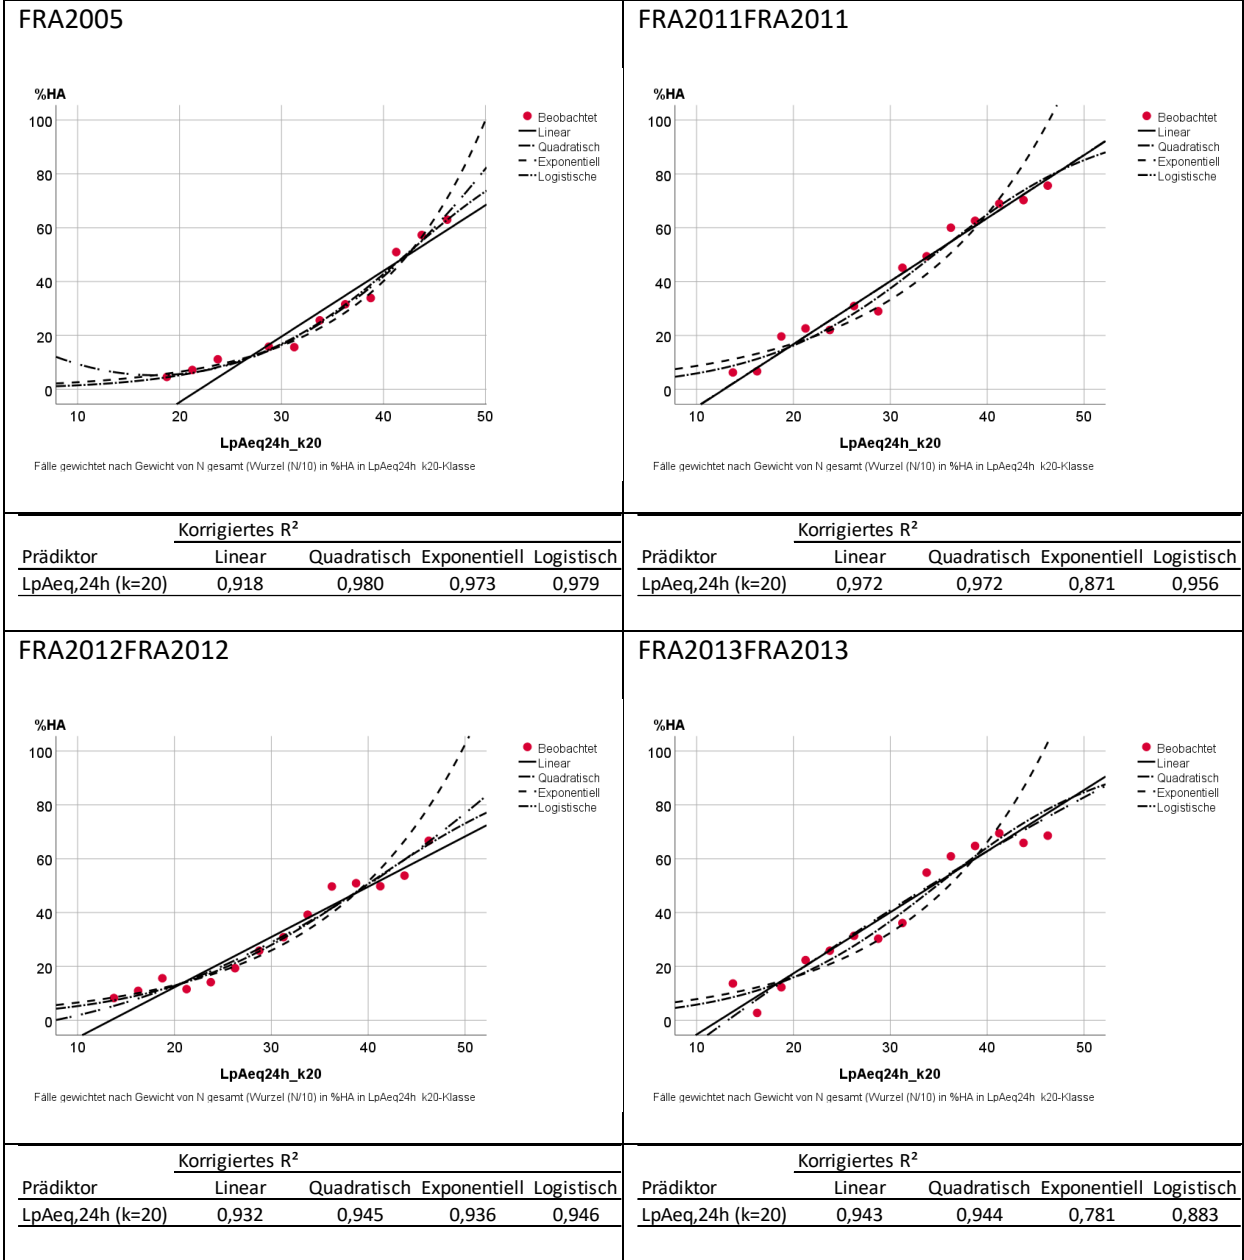 FRA2005
%HA
100
80
60
40
20
0
10 20 30 40 50
LpAeq24h_k20
Beobachtet
Linear
Quadratisch
Exponentiell
Logistische
Fälle gewichtet nach Gewicht von N gesamt (Wurzel (N/10) in %HA in LpAeq24h_k20-Klasse
Korrigiertes R²
Prädiktor Linear Quadratisch Exponentiell Logistisch
LpAeq,24h (k=20) 0,918 0,980 0,973 0,979
FRA2011FRA2011
%HA
100
80
60
40
20
0
10 20 30 40 50
LpAeq24h_k20
Beobachtet
Linear
Quadratisch
Exponentiell
Logistische
Fälle gewichtet nach Gewicht von N gesamt (Wurzel (N/10) in %HA in LpAeq24h_k20-Klasse
Korrigiertes R²
Prädiktor Linear Quadratisch Exponentiell Logistisch
LpAeq,24h (k=20) 0,972 0,972 0,871 0,956
FRA2012FRA2012
%HA
100
80
60
40
20
0
10 20 30 40 50
LpAeq24h_k20
Beobachtet
Linear
Quadratisch
Exponentiell
Logistische
Fälle gewichtet nach Gewicht von N gesamt (Wurzel (N/10) in %HA in LpAeq24h_k20-Klasse
Korrigiertes R²
Prädiktor Linear Quadratisch Exponentiell Logistisch
LpAeq,24h (k=20) 0,932 0,945 0,936 0,946
FRA2013FRA2013
%HA
100
80
60
40
20
0
10 20 30 40 50
LpAeq24h_k20
Beobachtet
Linear
Quadratisch
Exponentiell
Logistische
Fälle gewichtet nach Gewicht von N gesamt (Wurzel (N/10) in %HA in LpAeq24h_k20-Klasse
Korrigiertes R²
Prädiktor Linear Quadratisch Exponentiell Logistisch
LpAeq,24h (k=20) 0,943 0,944 0,781 0,883